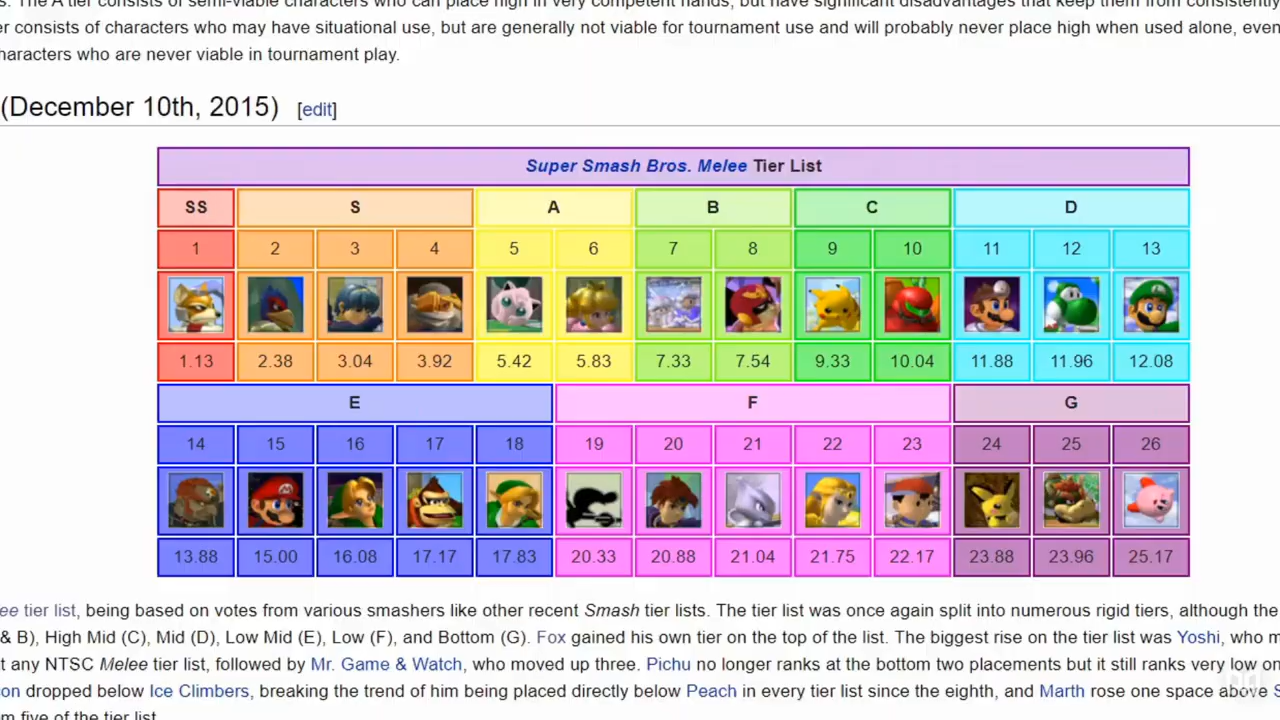 s. The A tier consists of semi-viable characters who can place high in very competent hands, but have significant disadvantages that keep them from consistently
er consists of characters who may have situational use, but are generally not viable for tournament use and will probably never place high when used alone, even
haracters who are never viable in tournament play.
(December 10th, 2015) [edit]
Super Smash Bros. Melee Tier List
SS S A B C D
1 2 3 4 5 6 7 8 9 10 11 12 13
1.13 2.38 3.04 3.92 5.42 5.83 7.33 7.54 9.33 10.04 11.88 11.96 12.08
E F G
14 15 16 17 18 19 20 21 22 23 24 25 26
13.88 15.00 16.08 17.17 17.83 20.33 20.88 21.04 21.75 22.17 23.88 23.96 25.17
ee tier list, being based on votes from various smashers like other recent Smash tier lists. The tier list was once again split into numerous rigid tiers, although the
& B), High Mid (C), Mid (D), Low Mid (E), Low (F), and Bottom (G). Fox gained his own tier on the top of the list. The biggest rise on the tier list was Yoshi, who m
t any NTSC Melee tier list, followed by Mr. Game & Watch, who moved up three. Pichu no longer ranks at the bottom two placements but it still ranks very low on
on dropped below Ice Climbers, breaking the trend of him being placed directly below Peach in every tier list since the eighth, and Marth rose one space above S
m five of the tier list.